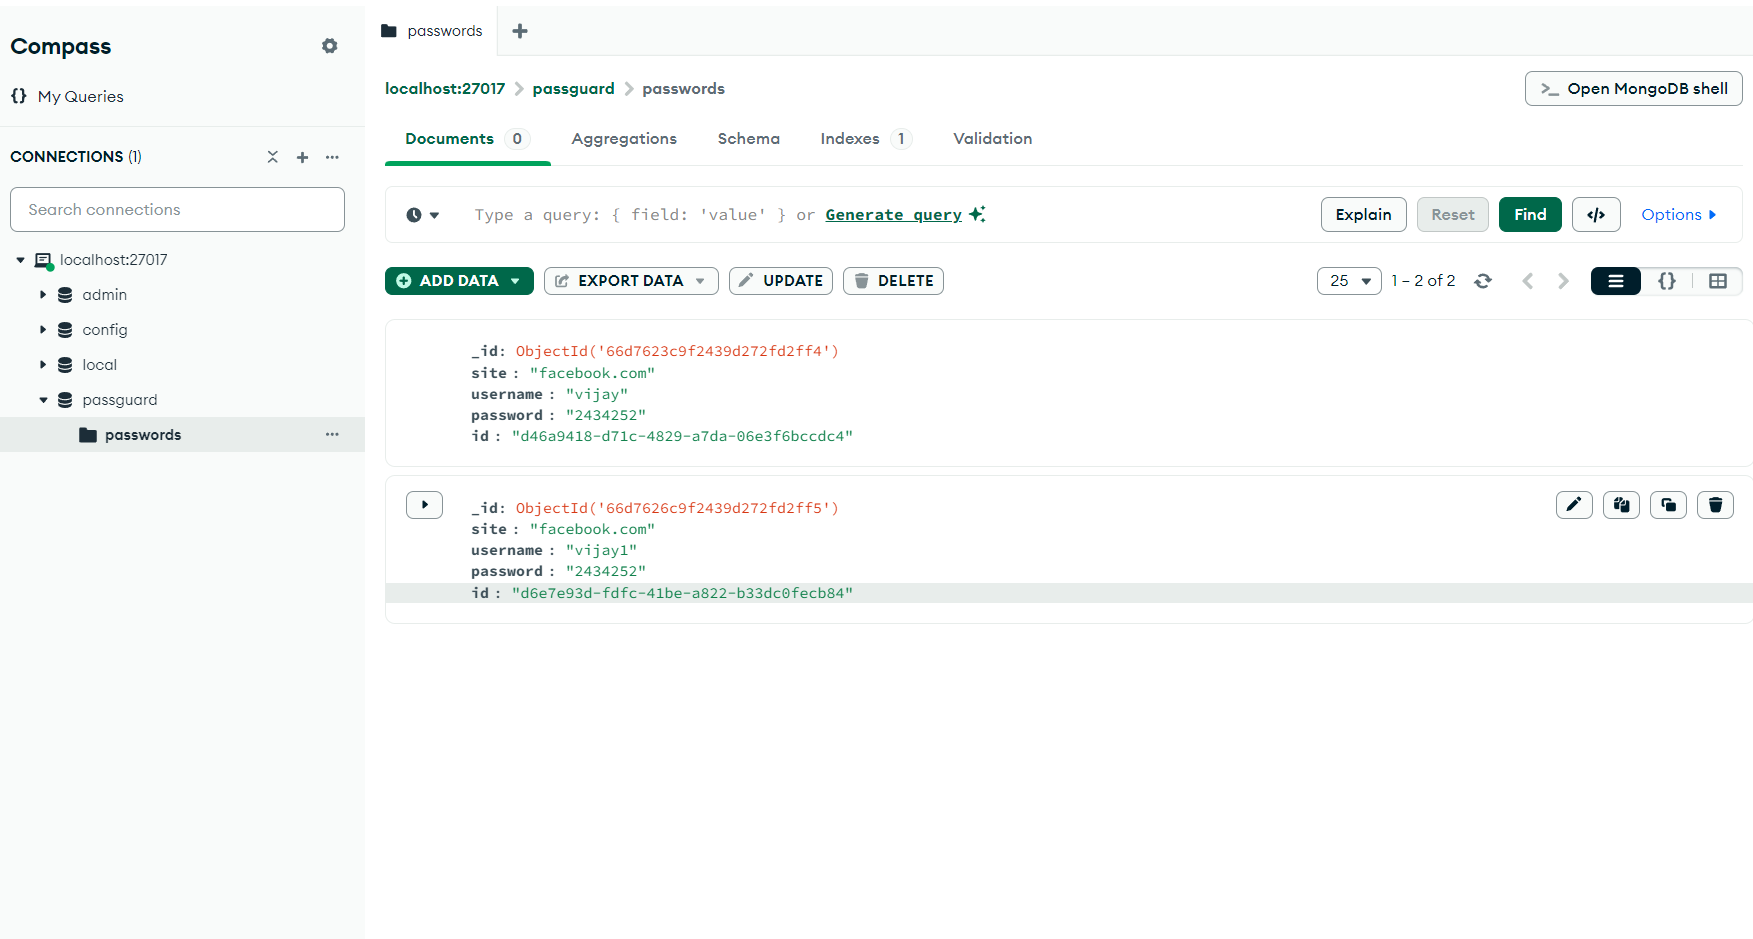 Compass
My Queries
CONNECTIONS (1)
Search connections
localhost:27017
admin
config
local
passguard
passwords
passwords
localhost:27017 > passguard > passwords
>_ Open MongoDB shell
Documents 0 Aggregations Schema Indexes 1 Validation
Type a query: { field: 'value' } or Generate query
Explain Reset Find </> Options
ADD DATA EXPORT DATA UPDATE DELETE
25 1 – 2 of 2 {}
_id: ObjectId('66d7623c9f2439d272fd2ff4')
site : "facebook.com"
username : "vijay"
password : "2434252"
id : "d46a9418-d71c-4829-a7da-06e3f6bccdc4"
_id: ObjectId('66d7626c9f2439d272fd2ff5')
site : "facebook.com"
username : "vijay1"
password : "2434252"
id : "d6e7e93d-fdfc-41be-a822-b33dc0fecb84"